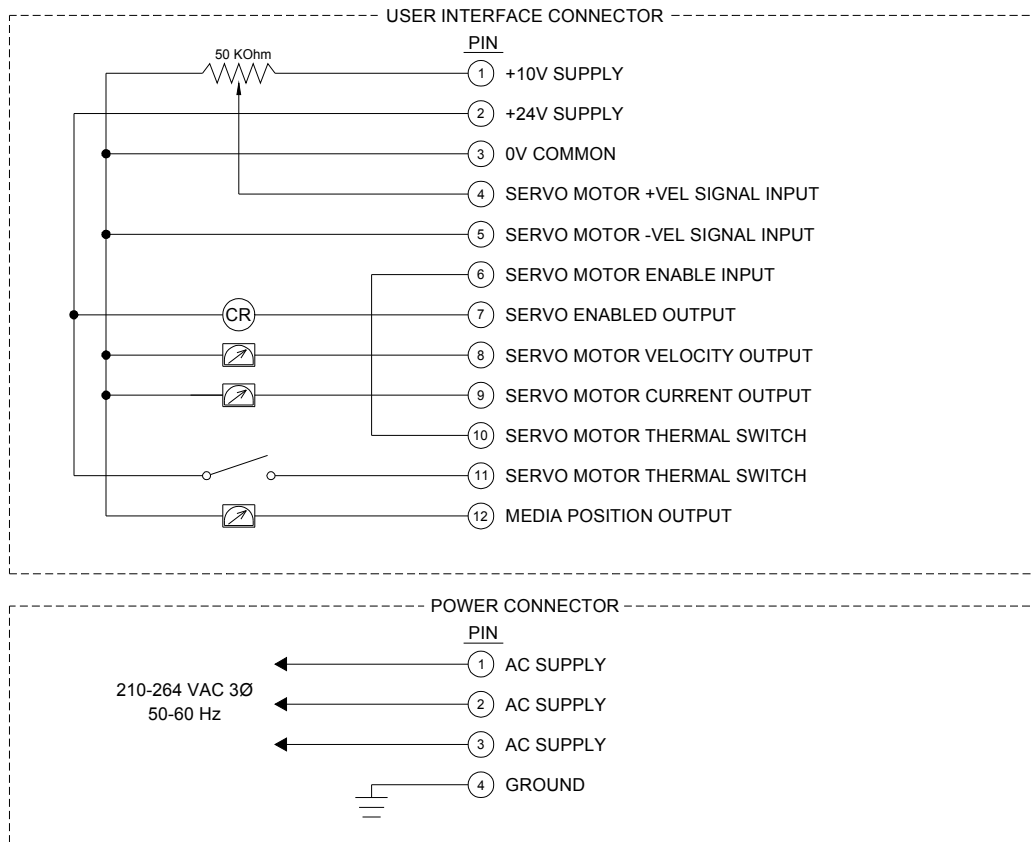 USER INTERFACE CONNECTOR
PIN
50 KOhm
1 +10V SUPPLY
2 +24V SUPPLY
3 0V COMMON
4 SERVO MOTOR +VEL SIGNAL INPUT
5 SERVO MOTOR -VEL SIGNAL INPUT
6 SERVO MOTOR ENABLE INPUT
CR 7 SERVO ENABLED OUTPUT
8 SERVO MOTOR VELOCITY OUTPUT
9 SERVO MOTOR CURRENT OUTPUT
10 SERVO MOTOR THERMAL SWITCH
11 SERVO MOTOR THERMAL SWITCH
12 MEDIA POSITION OUTPUT
POWER CONNECTOR
PIN
1 AC SUPPLY
210-264 VAC 3Ø
50-60 Hz
2 AC SUPPLY
3 AC SUPPLY
4 GROUND